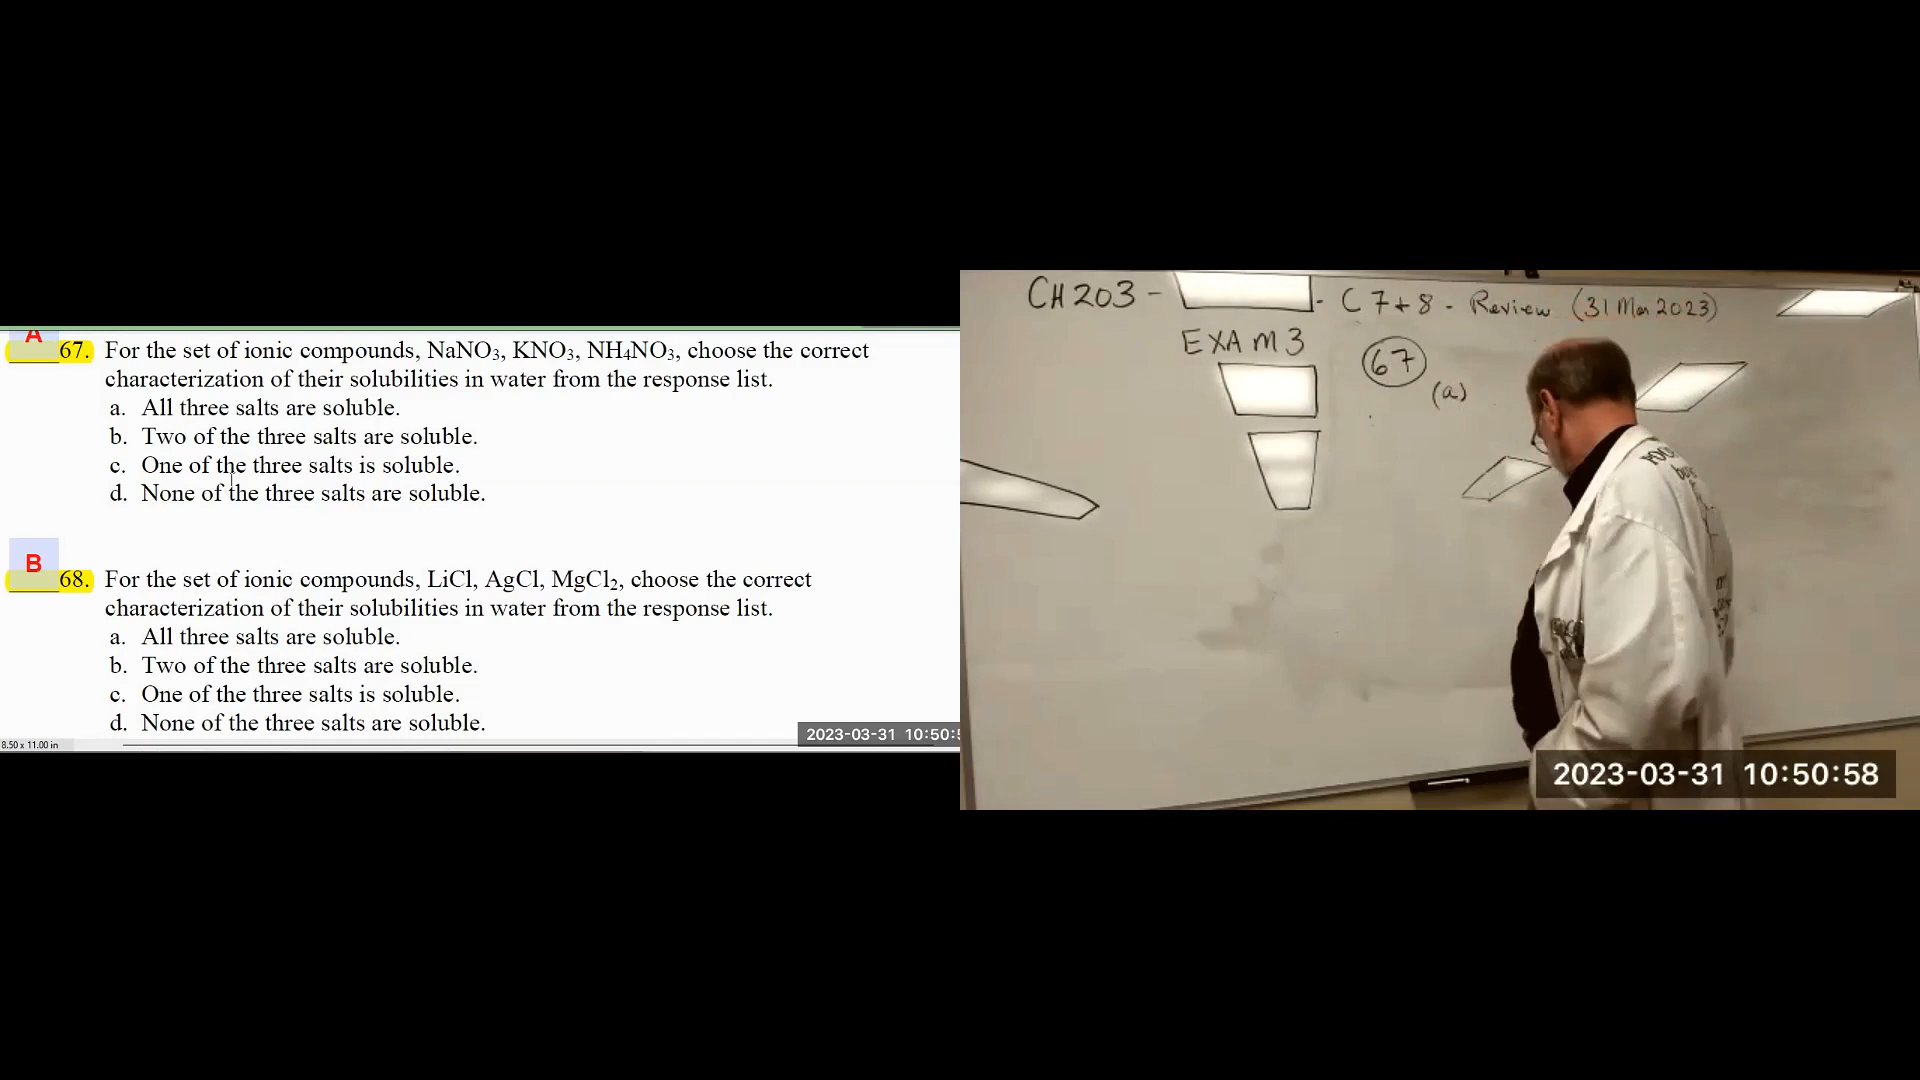 A
67. For the set of ionic compounds, NaNO₃, KNO₃, NH₄NO₃, choose the correct
characterization of their solubilities in water from the response list.
a. All three salts are soluble.
b. Two of the three salts are soluble.
c. One of the three salts is soluble.
d. None of the three salts are soluble.
B
68. For the set of ionic compounds, LiCl, AgCl, MgCl₂, choose the correct
characterization of their solubilities in water from the response list.
a. All three salts are soluble.
b. Two of the three salts are soluble.
c. One of the three salts is soluble.
d. None of the three salts are soluble.
8.50 x 11.00 in
2023-03-31 10:50:5
CH 203 - - C 7+8 - Review (31 Mar 2023)
EXAM 3
67
(a)
2023-03-31 10:50:58